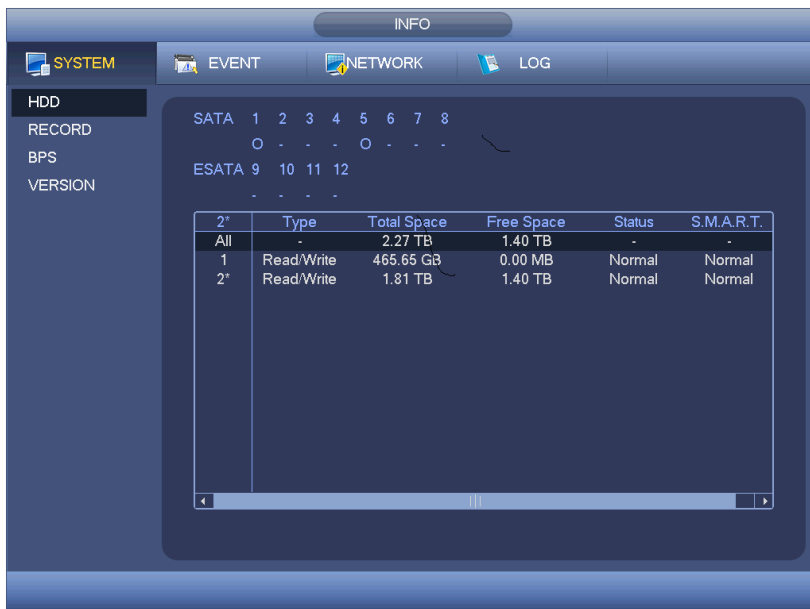 INFO
SYSTEM EVENT NETWORK LOG
HDD
RECORD
BPS
VERSION
SATA 1 2 3 4 5 6 7 8
O - - - O - - -
ESATA 9 10 11 12
- - - -
2* Type Total Space Free Space Status S.M.A.R.T.
All - 2.27 TB 1.40 TB - -
1 Read/Write 465.65 GB 0.00 MB Normal Normal
2* Read/Write 1.81 TB 1.40 TB Normal Normal